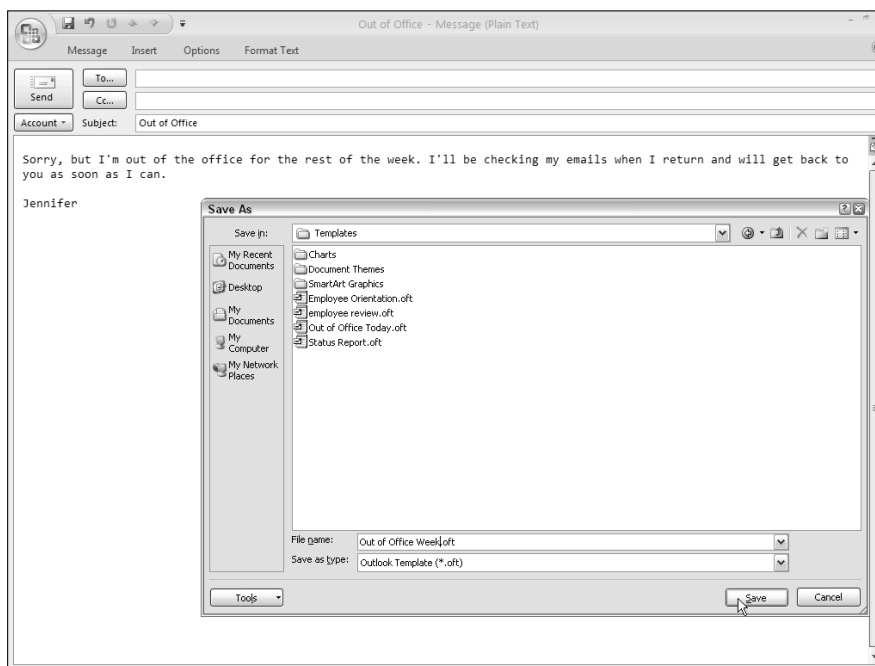 Out of Office - Message (Plain Text)
Message Insert Options Format Text
To...
Send
Cc...
Account Subject: Out of Office
Sorry, but I'm out of the office for the rest of the week. I'll be checking my emails when I return and will get back to
you as soon as I can.
Jennifer
Save As
Save in: Templates
My Recent
Documents
Desktop
My
Documents
My
Computer
My Network
Places
Charts
Document Themes
SmartArt Graphics
Employee Orientation.oft
employee review.oft
Out of Office Today.oft
Status Report.oft
File name: Out of Office Week.oft
Save as type: Outlook Template (*.oft)
Tools Save Cancel